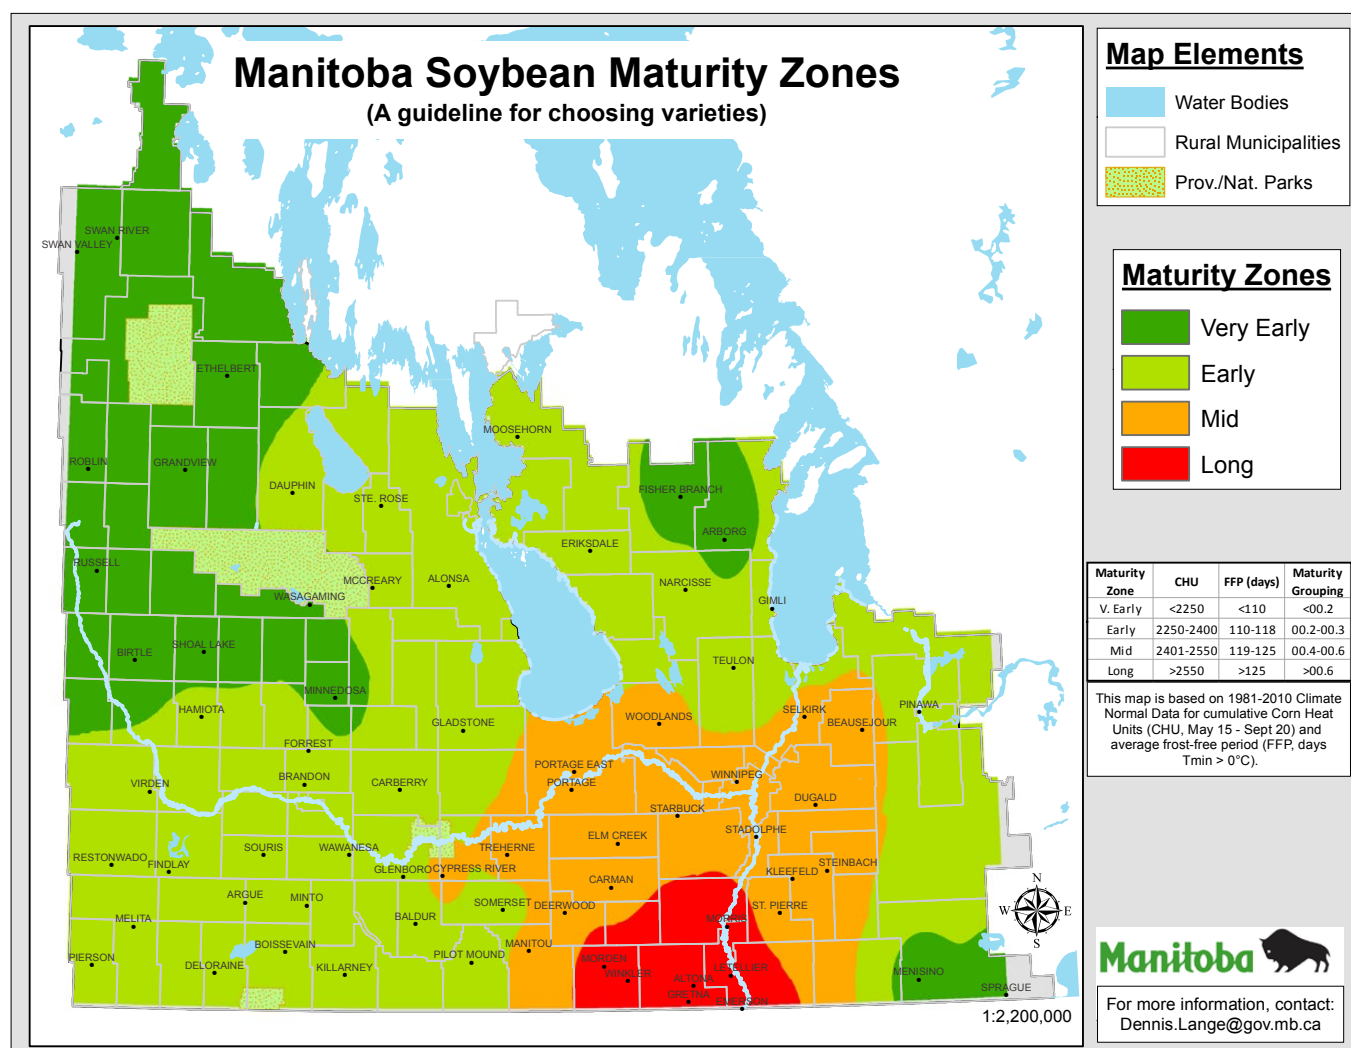 Manitoba Soybean Maturity Zones
(A guideline for choosing varieties)
SWAN RIVER
SWAN VALLEY
ETHELBERT
MOOSEHORN
ROBLIN
GRANDVIEW
DAUPHIN
STE. ROSE
FISHER BRANCH
ARBORG
ERIKSDALE
RUSSELL
MCCREARY
ALONSA
NARCISSE
WASAGAMING
GIMLI
BIRTLE
SHOAL LAKE
TEULON
MINNEDOSA
HAMIOTA
GLADSTONE
WOODLANDS
SELKIRK
BEAUSEJOUR
PINAWA
FORREST
PORTAGE EAST
PORTAGE
WINNIPEG
VIRDEN
BRANDON
CARBERRY
DUGALD
STARBUCK
STADOLPHE
ELM CREEK
SOURIS
WAWANESA
TREHERNE
RESTONWADO
FINDLAY
GLENBORO
CYPRESS RIVER
STEINBACH
KLEEFELD
CARMAN
ARGUE
MINTO
SOMERSET
DEERWOOD
ST. PIERRE
MELITA
BALDUR
MORRIS
BOISSEVAIN
MANITOU
PIERSON
DELORAINE
KILLARNEY
PILOT MOUND
MORDEN
WINKLER
LETELLIER
ALTONA
GRETNA
EMERSON
MENISINO
SPRAGUE
N
W
E
S
1:2,200,000
Map Elements
Water Bodies
Rural Municipalities
Prov./Nat. Parks
Maturity Zones
Very Early
Early
Mid
Long
Maturity Zone CHU FFP (days) Maturity Grouping
V. Early <2250 <110 <00.2
Early 2250-2400 110-118 00.2-00.3
Mid 2401-2550 119-125 00.4-00.6
Long >2550 >125 >00.6
This map is based on 1981-2010 Climate
Normal Data for cumulative Corn Heat
Units (CHU, May 15 - Sept 20) and
average frost-free period (FFP, days
Tmin > 0°C).
Manitoba
For more information, contact:
Dennis.Lange@gov.mb.ca